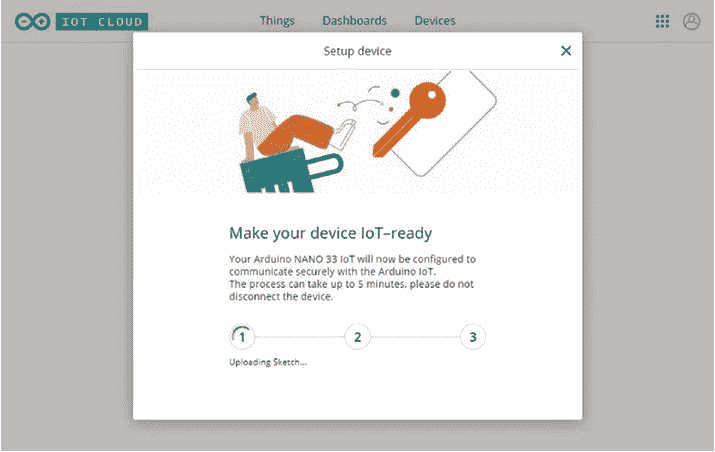 IOT CLOUD
Things Dashboards Devices
Setup device
Make your device IoT-ready
Your Arduino NANO 33 IoT will now be configured to
communicate securely with the Arduino IoT.
The process can take up to 5 minutes, please do not
disconnect the device.
1 2 3
Uploading Sketch...